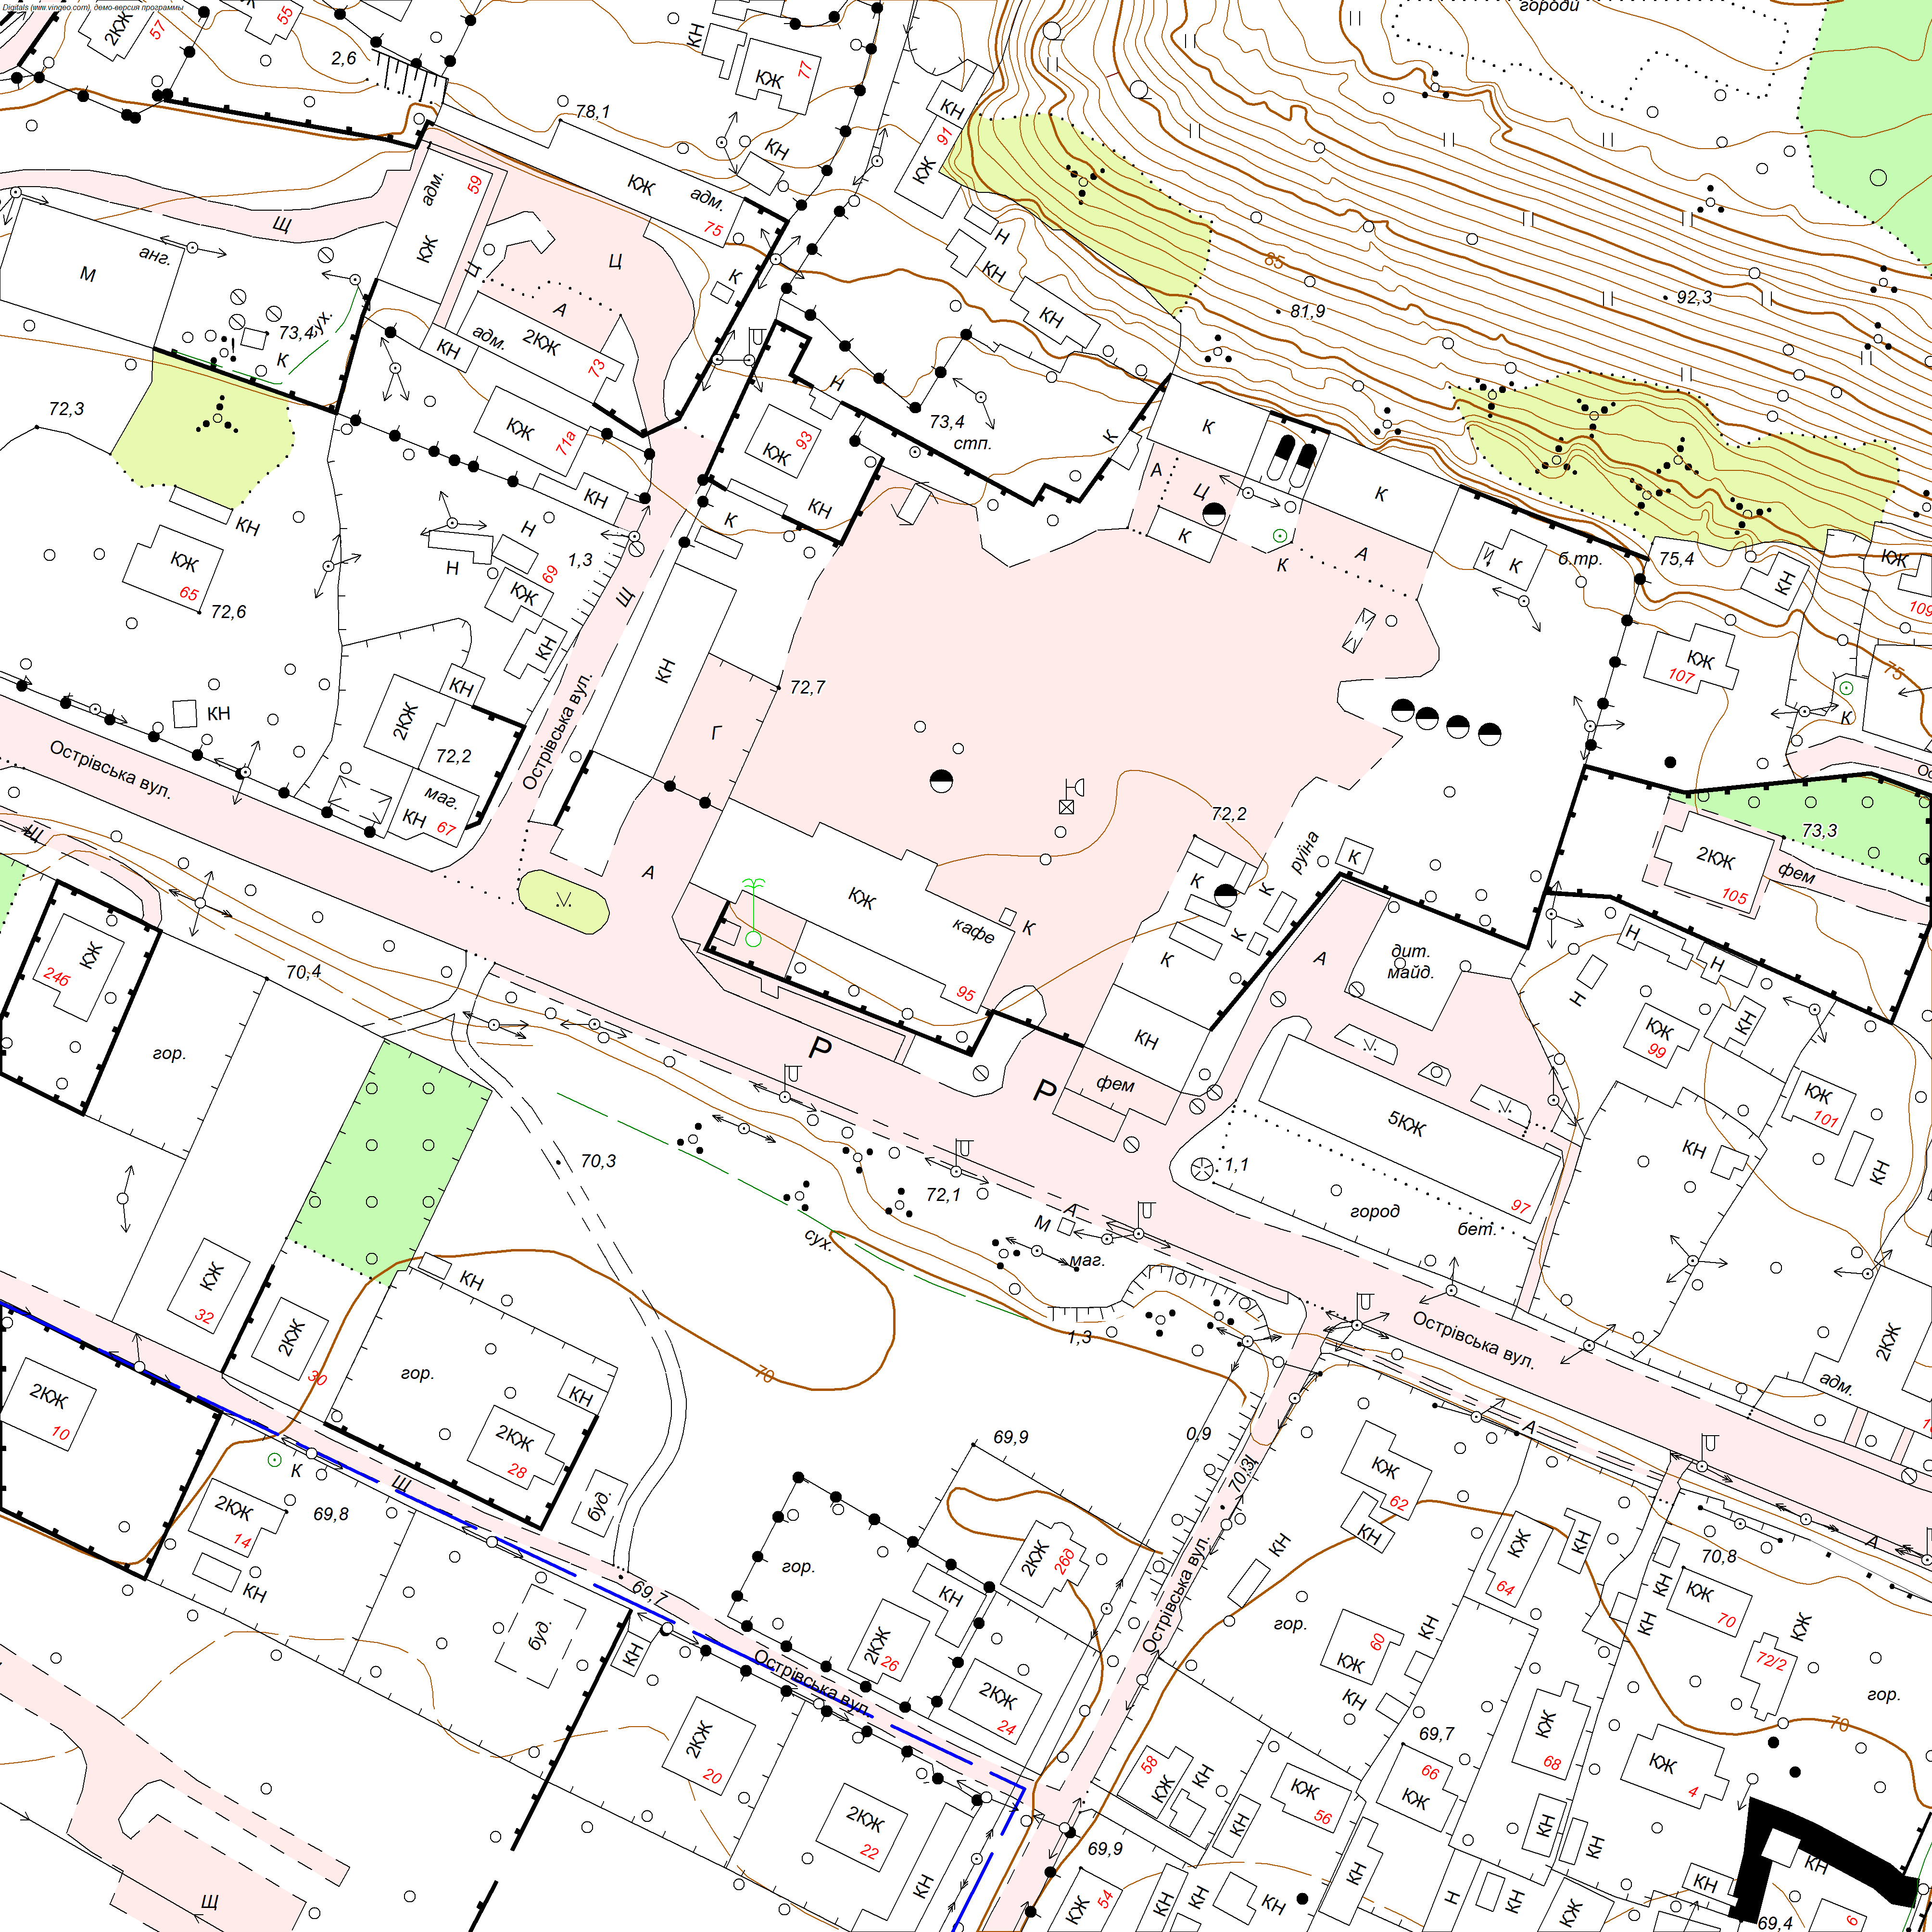 Digitals (www.vingeo.com), демо-версия программы
2КЖ
57
55
2,6
КН
КЖ
77
городи
78,1
КН
КН
91
КЖ
адм.
59
КЖ
адм.
75
Щ
анг.
М
КЖ
Ц
Ц
Н
КН
85
92,3
81,9
К
А
КН
73,4
сух.
К
адм.
2КЖ
КН
73
72,3
Н
73,4
стп.
КЖ
71а
КЖ
93
К
К
А
Ц
К
К
КН
КН
КН
К
Н
1,3
К
А
К
И
К
б.тр.
75,4
КЖ
109
КН
КЖ
65
72,6
Н
КЖ
69
Щ
КН
КН
КЖ
107
75
72,7
КН
КН
2КЖ
72,2
маг.
КН
67
Острівська вул.
Острівська вул.
Г
К
72,2
руїна
К
73,3
2КЖ
105
фем
Щ
А
КЖ
кафе
95
К
К
К
К
К
А
дит.
майд.
Н
Н
Н
КЖ
24б
70,4
гор.
Р
Р
КН
фем
КЖ
99
КН
КЖ
101
5КЖ
97
КН
КН
70,3
1,1
72,1
А
М
маг.
город
бет.
сух.
КЖ
32
КН
2КЖ
30
гор.
70
1,3
Острівська вул.
2КЖ
адм.
2КЖ
10
КН
2КЖ
28
К
Щ
69,9
0,9
70,3
А
КЖ
62
КН
2КЖ
14
69,8
КН
буд.
гор.
2КЖ
26д
КН
КЖ
64
КН
70,8
А
69,7
буд.
КН
КН
2КЖ
26
Острівська вул.
Острівська вул.
2КЖ
24
гор.
КЖ
60
КН
КН
КН
КН
КЖ
70
КЖ
72/2
гор.
2КЖ
20
69,7
КЖ
68
КЖ
4
70
58
КЖ
КН
КЖ
56
66
КЖ
2КЖ
22
КН
69,9
КН
КН
КН
КН
КН
Щ
КЖ
54
КН
КН
КН
Н
КН
КЖ
КН
69,4
6